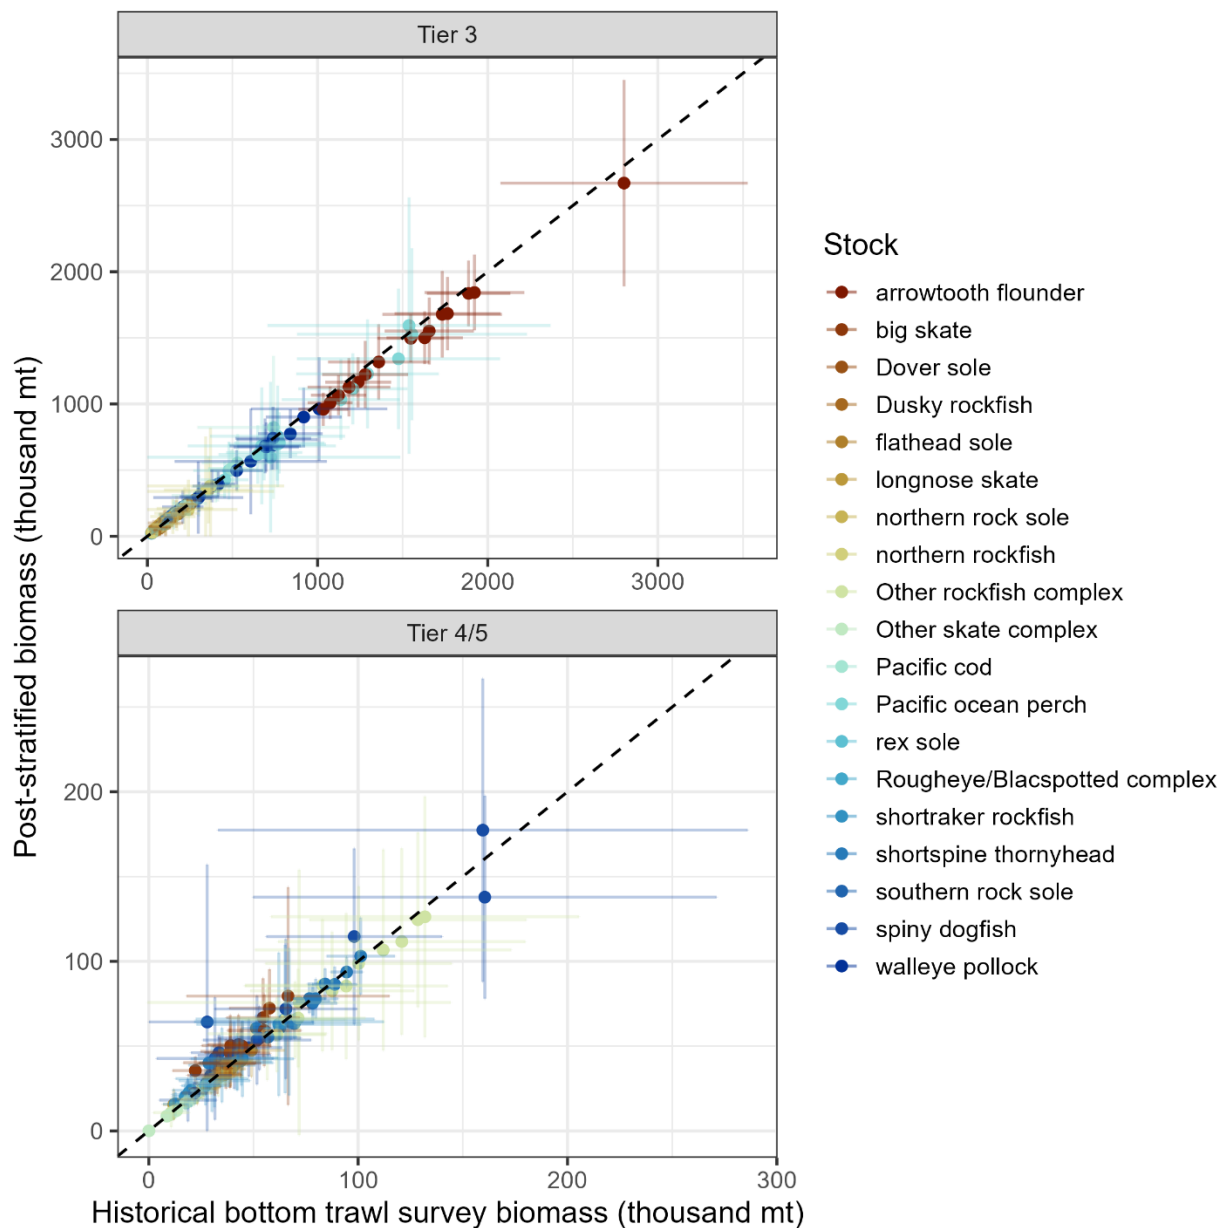 Tier 3
3000
2000
1000
0
0
1000
2000
3000
Tier 4/5
200
100
0
0
100
200
300
Historical bottom trawl survey biomass (thousand mt)
Post-stratified biomass (thousand mt)
Stock
arrowtooth flounder
big skate
Dover sole
Dusky rockfish
flathead sole
longnose skate
northern rock sole
northern rockfish
Other rockfish complex
Other skate complex
Pacific cod
Pacific ocean perch
rex sole
Rougheye/Blacspotted complex
shortraker rockfish
shortspine thornyhead
southern rock sole
spiny dogfish
walleye pollock